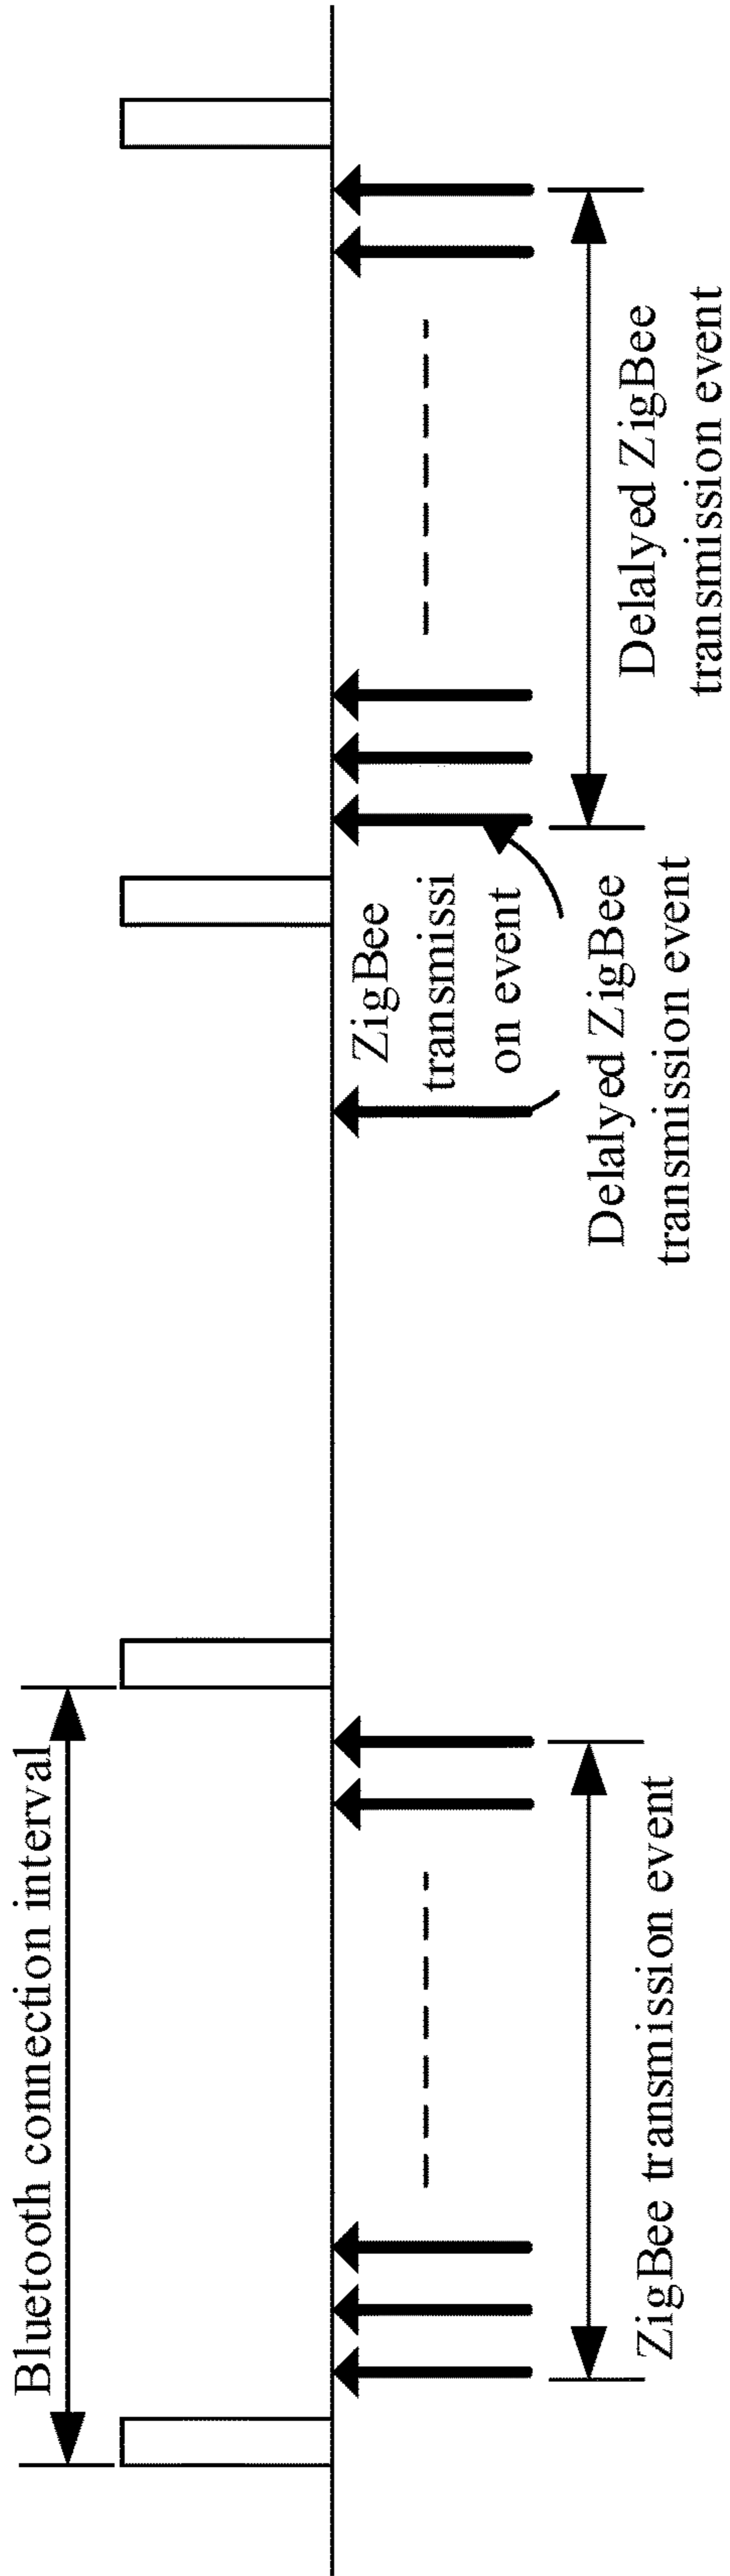 Bluetooth connection interval
ZigBee transmission event
ZigBee
transmissi
on event
Delalyed ZigBee
transmission event
Delalyed ZigBee
transmission event